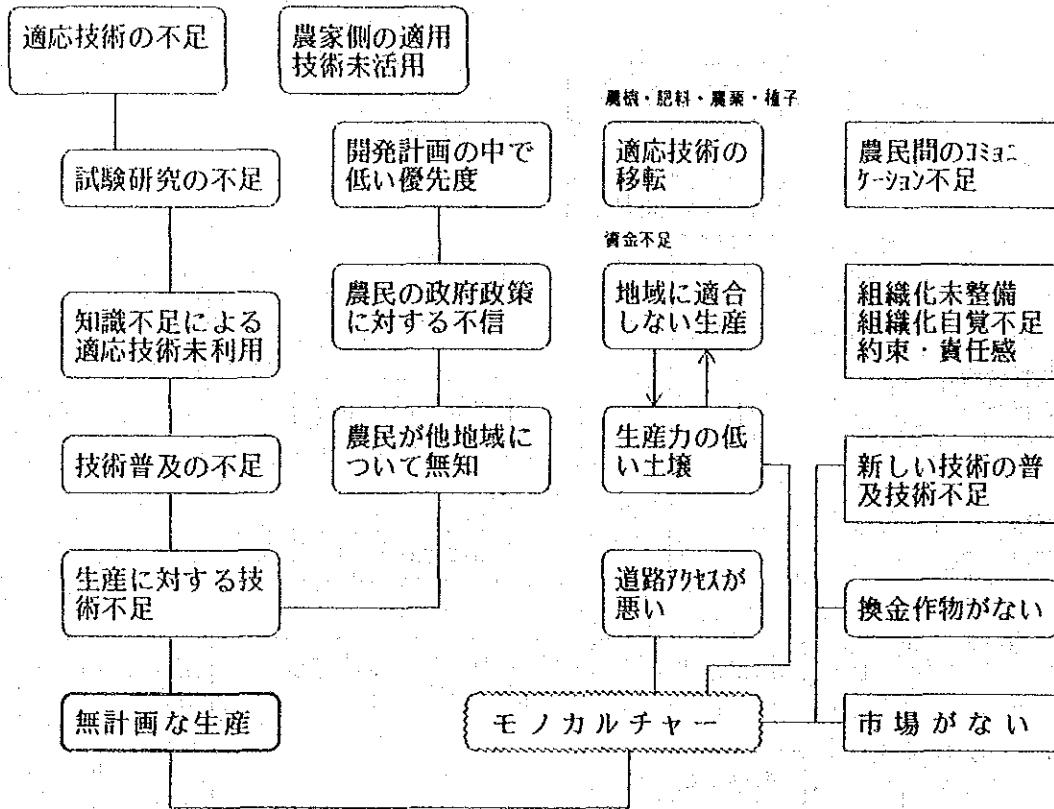 適応技術の不足
農家側の適用
技術未活用
農機・肥料・農薬・種子
試験研究の不足
開発計画の中で
低い優先度
適応技術の
移転
農民間のコミュニ
ケーション不足
資金不足
知識不足による
適応技術未利用
農民の政府政策
に対する不信
地域に適合
しない生産
組織化未整備
組織化自覚不足
約束・責任感
技術普及の不足
農民が他地域に
ついて無知
生産力の低
い土壌
新しい技術の普
及技術不足
生産に対する技
術不足
道路アクセスが
悪い
換金作物がない
無計画な生産
モノカルチャー
市場がない